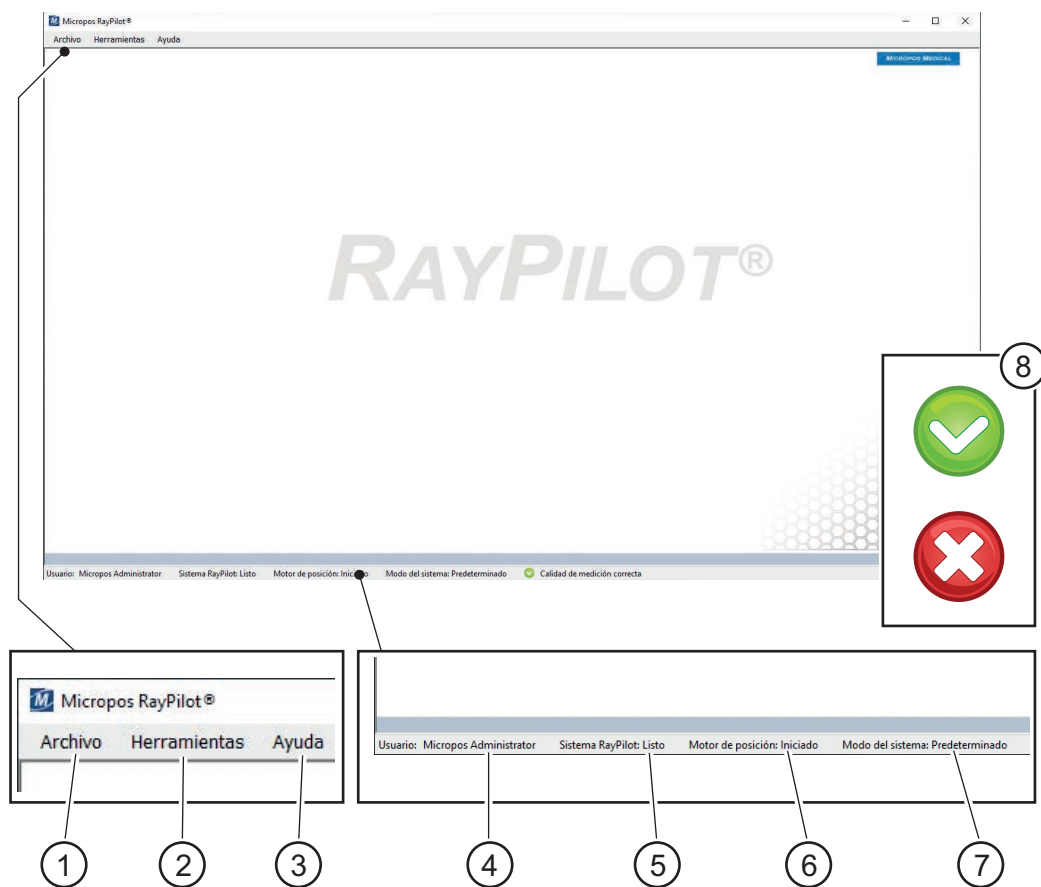 Micropos RayPilot®
Archivo Herramientas Ayuda
MICROPOS MEDICAL
RAYPILOT®
8
Usuario: Micropos Administrator Sistema RayPilot: Listo Motor de posición: Iniciado Modo del sistema: Predeterminado Calidad de medición correcta
M Micropos RayPilot®
Archivo Herramientas Ayuda
Usuario: Micropos Administrator Sistema RayPilot: Listo Motor de posición: Iniciado Modo del sistema: Predeterminado
1 2 3 4 5 6 7